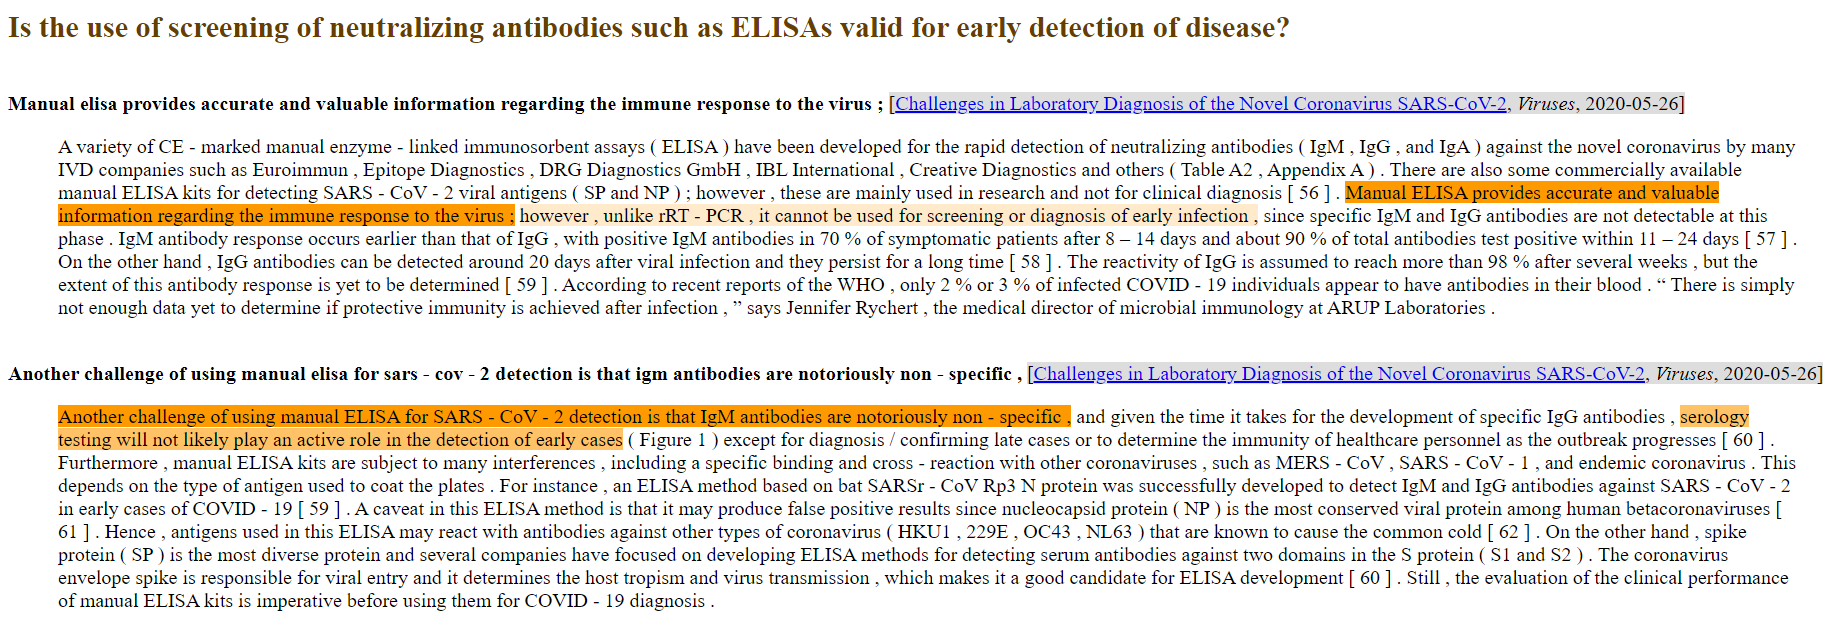 Is the use of screening of neutralizing antibodies such as ELISAs valid for early detection of disease?
Manual elisa provides accurate and valuable information regarding the immune response to the virus ; [Challenges in Laboratory Diagnosis of the Novel Coronavirus SARS-CoV-2, Viruses, 2020-05-26]
A variety of CE - marked manual enzyme - linked immunosorbent assays ( ELISA ) have been developed for the rapid detection of neutralizing antibodies ( IgM , IgG , and IgA ) against the novel coronavirus by many
IVD companies such as Euroimmun , Epitope Diagnostics , DRG Diagnostics GmbH , IBL International , Creative Diagnostics and others ( Table A2 , Appendix A ) . There are also some commercially available
manual ELISA kits for detecting SARS - CoV - 2 viral antigens ( SP and NP ) ; however , these are mainly used in research and not for clinical diagnosis [ 56 ] . Manual ELISA provides accurate and valuable
information regarding the immune response to the virus ; however , unlike rRT - PCR , it cannot be used for screening or diagnosis of early infection , since specific IgM and IgG antibodies are not detectable at this
phase . IgM antibody response occurs earlier than that of IgG , with positive IgM antibodies in 70 % of symptomatic patients after 8 – 14 days and about 90 % of total antibodies test positive within 11 – 24 days [ 57 ] .
On the other hand , IgG antibodies can be detected around 20 days after viral infection and they persist for a long time [ 58 ] . The reactivity of IgG is assumed to reach more than 98 % after several weeks , but the
extent of this antibody response is yet to be determined [ 59 ] . According to recent reports of the WHO , only 2 % or 3 % of infected COVID - 19 individuals appear to have antibodies in their blood . “ There is simply
not enough data yet to determine if protective immunity is achieved after infection , ” says Jennifer Rychert , the medical director of microbial immunology at ARUP Laboratories .
Another challenge of using manual elisa for sars - cov - 2 detection is that igm antibodies are notoriously non - specific , [Challenges in Laboratory Diagnosis of the Novel Coronavirus SARS-CoV-2, Viruses, 2020-05-26]
Another challenge of using manual ELISA for SARS - CoV - 2 detection is that IgM antibodies are notoriously non - specific , and given the time it takes for the development of specific IgG antibodies , serology
testing will not likely play an active role in the detection of early cases ( Figure 1 ) except for diagnosis / confirming late cases or to determine the immunity of healthcare personnel as the outbreak progresses [ 60 ] .
Furthermore , manual ELISA kits are subject to many interferences , including a specific binding and cross - reaction with other coronaviruses , such as MERS - CoV , SARS - CoV - 1 , and endemic coronavirus . This
depends on the type of antigen used to coat the plates . For instance , an ELISA method based on bat SARSr - CoV Rp3 N protein was successfully developed to detect IgM and IgG antibodies against SARS - CoV - 2
in early cases of COVID - 19 [ 59 ] . A caveat in this ELISA method is that it may produce false positive results since nucleocapsid protein ( NP ) is the most conserved viral protein among human betacoronaviruses [
61 ] . Hence , antigens used in this ELISA may react with antibodies against other types of coronavirus ( HKU1 , 229E , OC43 , NL63 ) that are known to cause the common cold [ 62 ] . On the other hand , spike
protein ( SP ) is the most diverse protein and several companies have focused on developing ELISA methods for detecting serum antibodies against two domains in the S protein ( S1 and S2 ) . The coronavirus
envelope spike is responsible for viral entry and it determines the host tropism and virus transmission , which makes it a good candidate for ELISA development [ 60 ] . Still , the evaluation of the clinical performance
of manual ELISA kits is imperative before using them for COVID - 19 diagnosis .